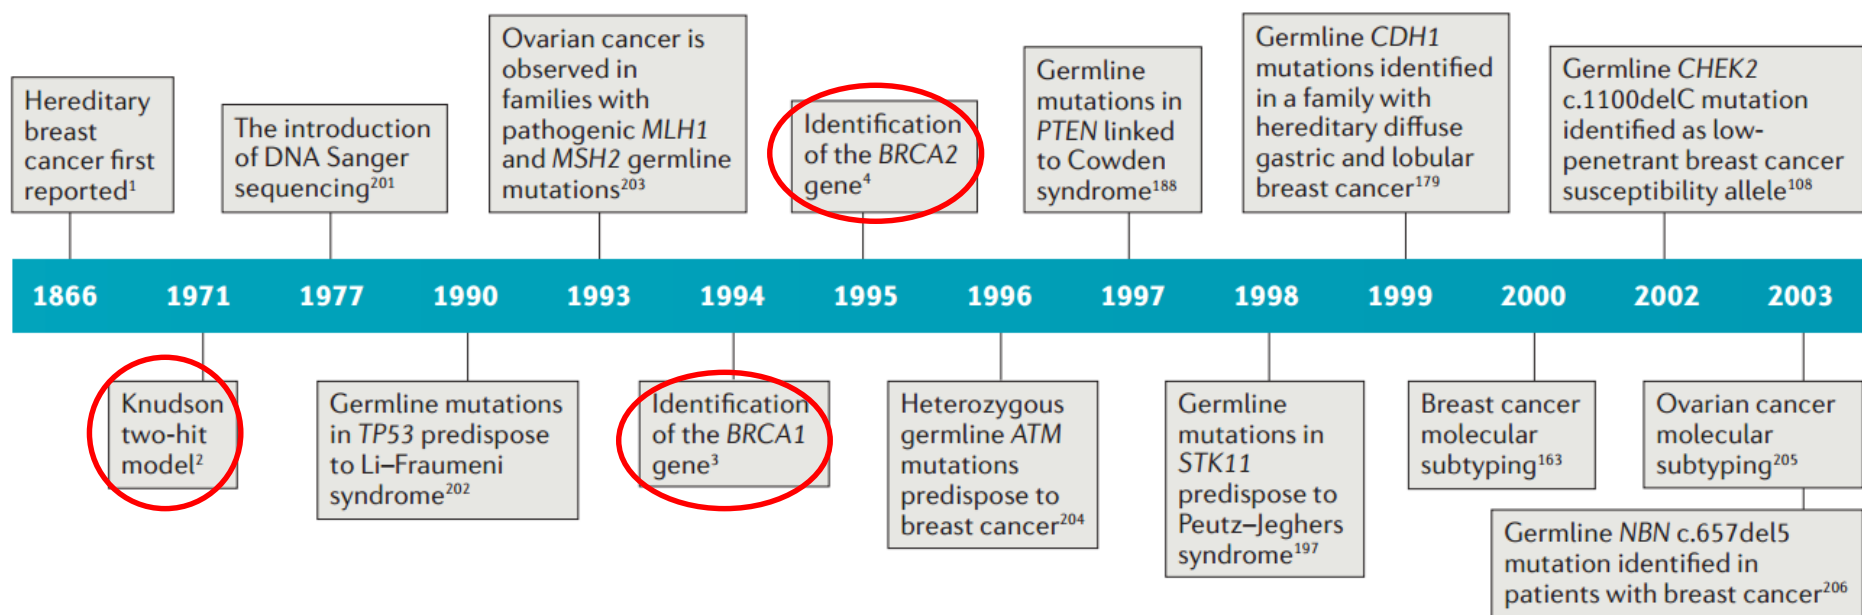 Hereditary
breast
cancer first
reported¹
The introduction
of DNA Sanger
sequencing²⁰¹
Ovarian cancer is
observed in
families with
pathogenic MLH1
and MSH2 germline
mutations²⁰³
Identification
of the BRCA2
gene⁴
Germline
mutations in
PTEN linked
to Cowden
syndrome¹⁸⁸
Germline CDH1
mutations identified
in a family with
hereditary diffuse
gastric and lobular
breast cancer¹⁷⁹
Germline CHEK2
c.1100delC mutation
identified as low-
penetrant breast cancer
susceptibility allele¹⁰⁸
1866 1971 1977 1990 1993 1994 1995 1996 1997 1998 1999 2000 2002 2003
Knudson
two-hit
model²
Germline mutations
in TP53 predispose
to Li–Fraumeni
syndrome²⁰²
Identification
of the BRCA1
gene³
Heterozygous
germline ATM
mutations
predispose to
breast cancer²⁰⁴
Germline
mutations in
STK11
predispose to
Peutz–Jeghers
syndrome¹⁹⁷
Breast cancer
molecular
subtyping¹⁶³
Ovarian cancer
molecular
subtyping²⁰⁵
Germline NBN c.657del5
mutation identified in
patients with breast cancer²⁰⁶